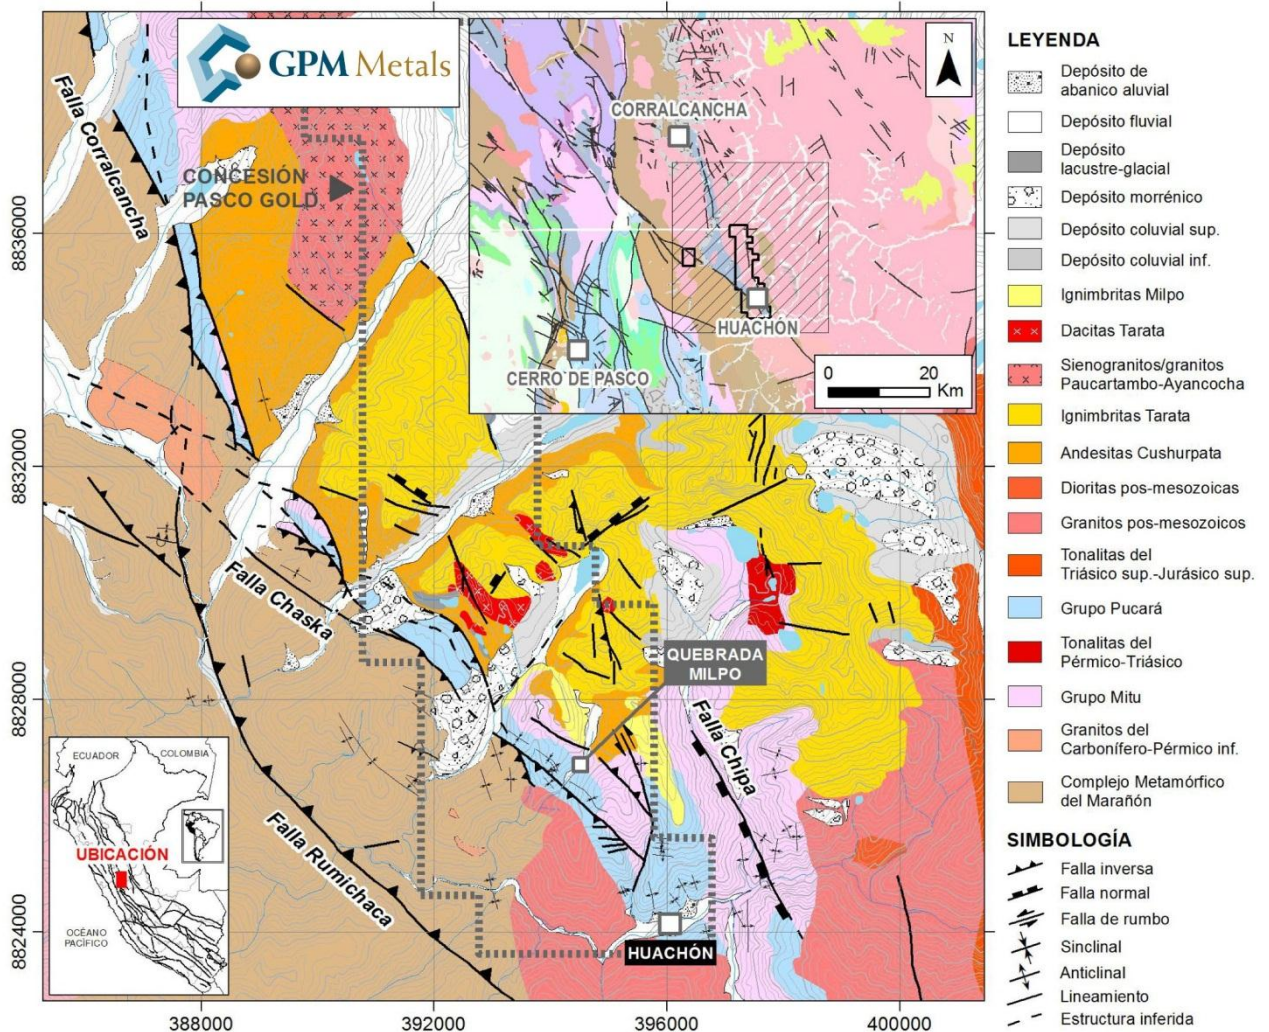 GPM Metals
CONCESIÓN
PASCO GOLD
Falla Corralcancha
Falla Chaska
Falla Rumichaca
Falla Chipa
QUEBRADA
MILPO
HUACHÓN
N
CORRALCANCHA
HUACHÓN
CERRO DE PASCO
0 20
Km
ECUADOR
COLOMBIA
UBICACIÓN
OCÉANO
PACÍFICO
8836000
8832000
8828000
8824000
388000
392000
396000
400000
LEYENDA
Depósito de
abanico aluvial
Depósito fluvial
Depósito
lacustre-glacial
Depósito morrénico
Depósito coluvial sup.
Depósito coluvial inf.
Ignimbritas Milpo
Dacitas Tarata
Sienogranitos/granitos
Paucartambo-Ayancocha
Ignimbritas Tarata
Andesitas Cushurpata
Dioritas pos-mesozoicas
Granitos pos-mesozoicos
Tonalitas del
Triásico sup.-Jurásico sup.
Grupo Pucará
Tonalitas del
Pérmico-Triásico
Grupo Mitu
Granitos del
Carbonífero-Pérmico inf.
Complejo Metamórfico
del Marañón
SIMBOLOGÍA
Falla inversa
Falla normal
Falla de rumbo
Sinclinal
Anticlinal
Lineamiento
Estructura inferida